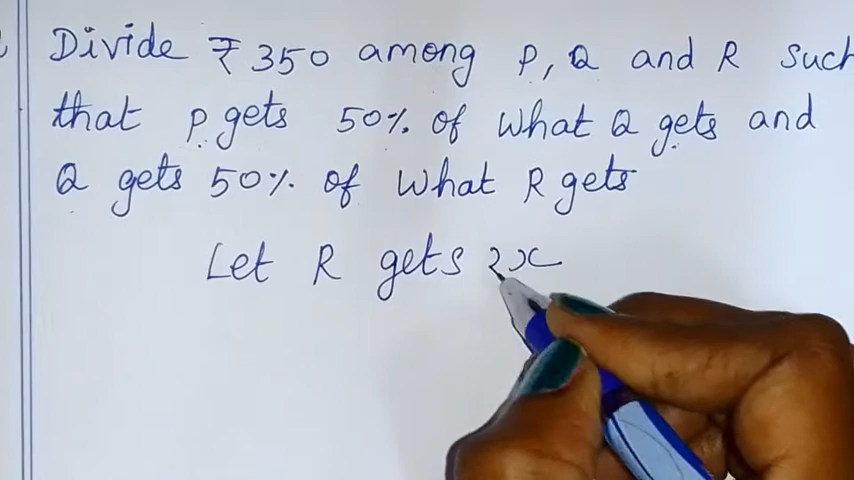 Divide ₹350 among P, Q and R such
that P gets 50% of what Q gets and
Q gets 50% of what R gets
Let R gets x